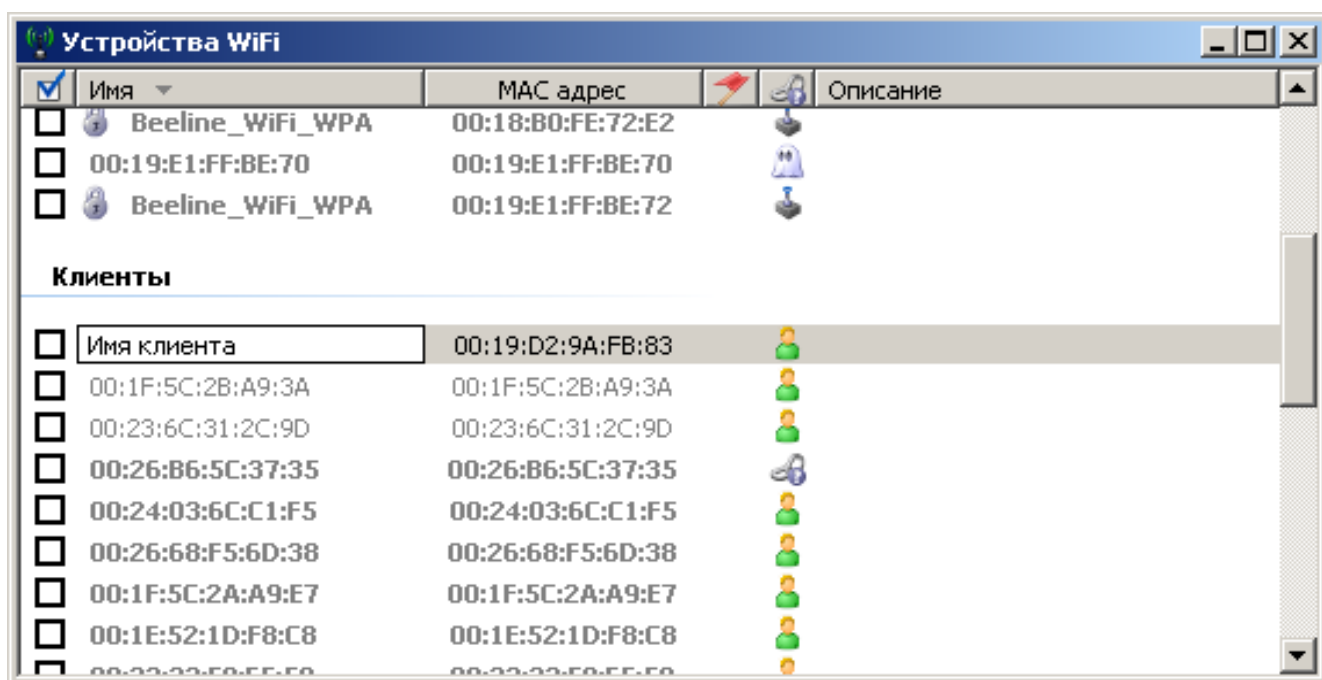 Устройства WiFi
Имя МАС адрес Описание
Beeline_WiFi_WPA 00:18:B0:FE:72:E2
00:19:E1:FF:BE:70 00:19:E1:FF:BE:70
Beeline_WiFi_WPA 00:19:E1:FF:BE:72
Клиенты
Имя клиента 00:19:D2:9A:FB:83
00:1F:5C:2B:A9:3A 00:1F:5C:2B:A9:3A
00:23:6C:31:2C:9D 00:23:6C:31:2C:9D
00:26:B6:5C:37:35 00:26:B6:5C:37:35
00:24:03:6C:C1:F5 00:24:03:6C:C1:F5
00:26:68:F5:6D:38 00:26:68:F5:6D:38
00:1F:5C:2A:A9:E7 00:1F:5C:2A:A9:E7
00:1E:52:1D:F8:C8 00:1E:52:1D:F8:C8